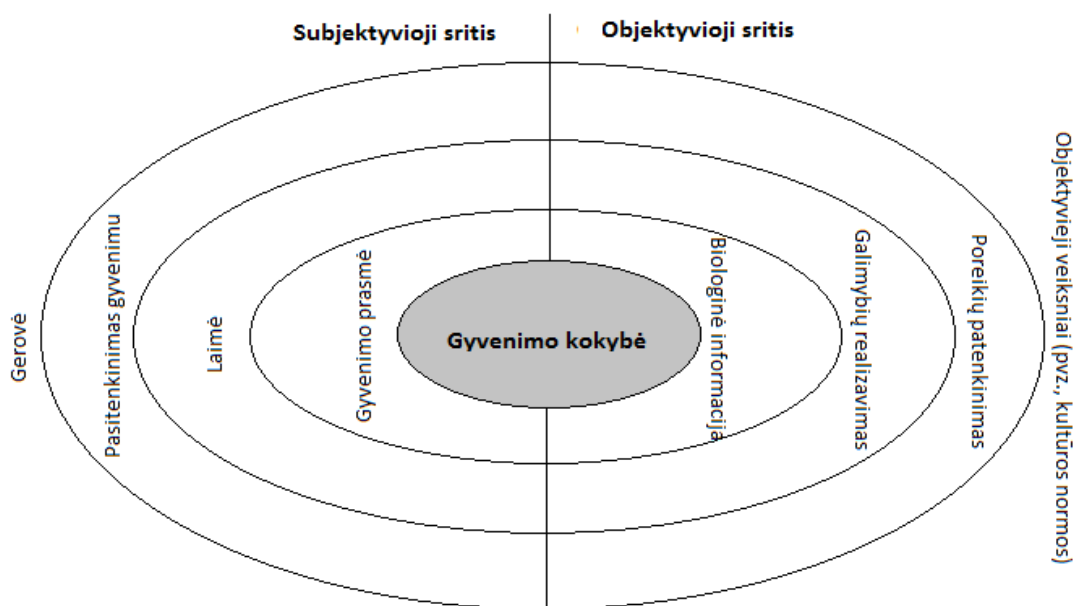 Subjektyvioji sritis
Objektyvioji sritis
Gerovė
Pasitenkinimas gyvenimu
Laimė
Gyvenimo prasmė
Gyvenimo kokybė
Biologinė informacija
Galimybių realizavimas
Poreikių patenkinimas
Objektyvieji veiksniai (pvz., kultūros normos)